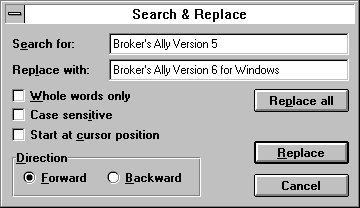 Search & Replace
Search for: Broker's Ally Version 5
Replace with: Broker's Ally Version 6 for Windows
Whole words only
Replace all
Case sensitive
Start at cursor position
Direction
Replace
Forward Backward
Cancel